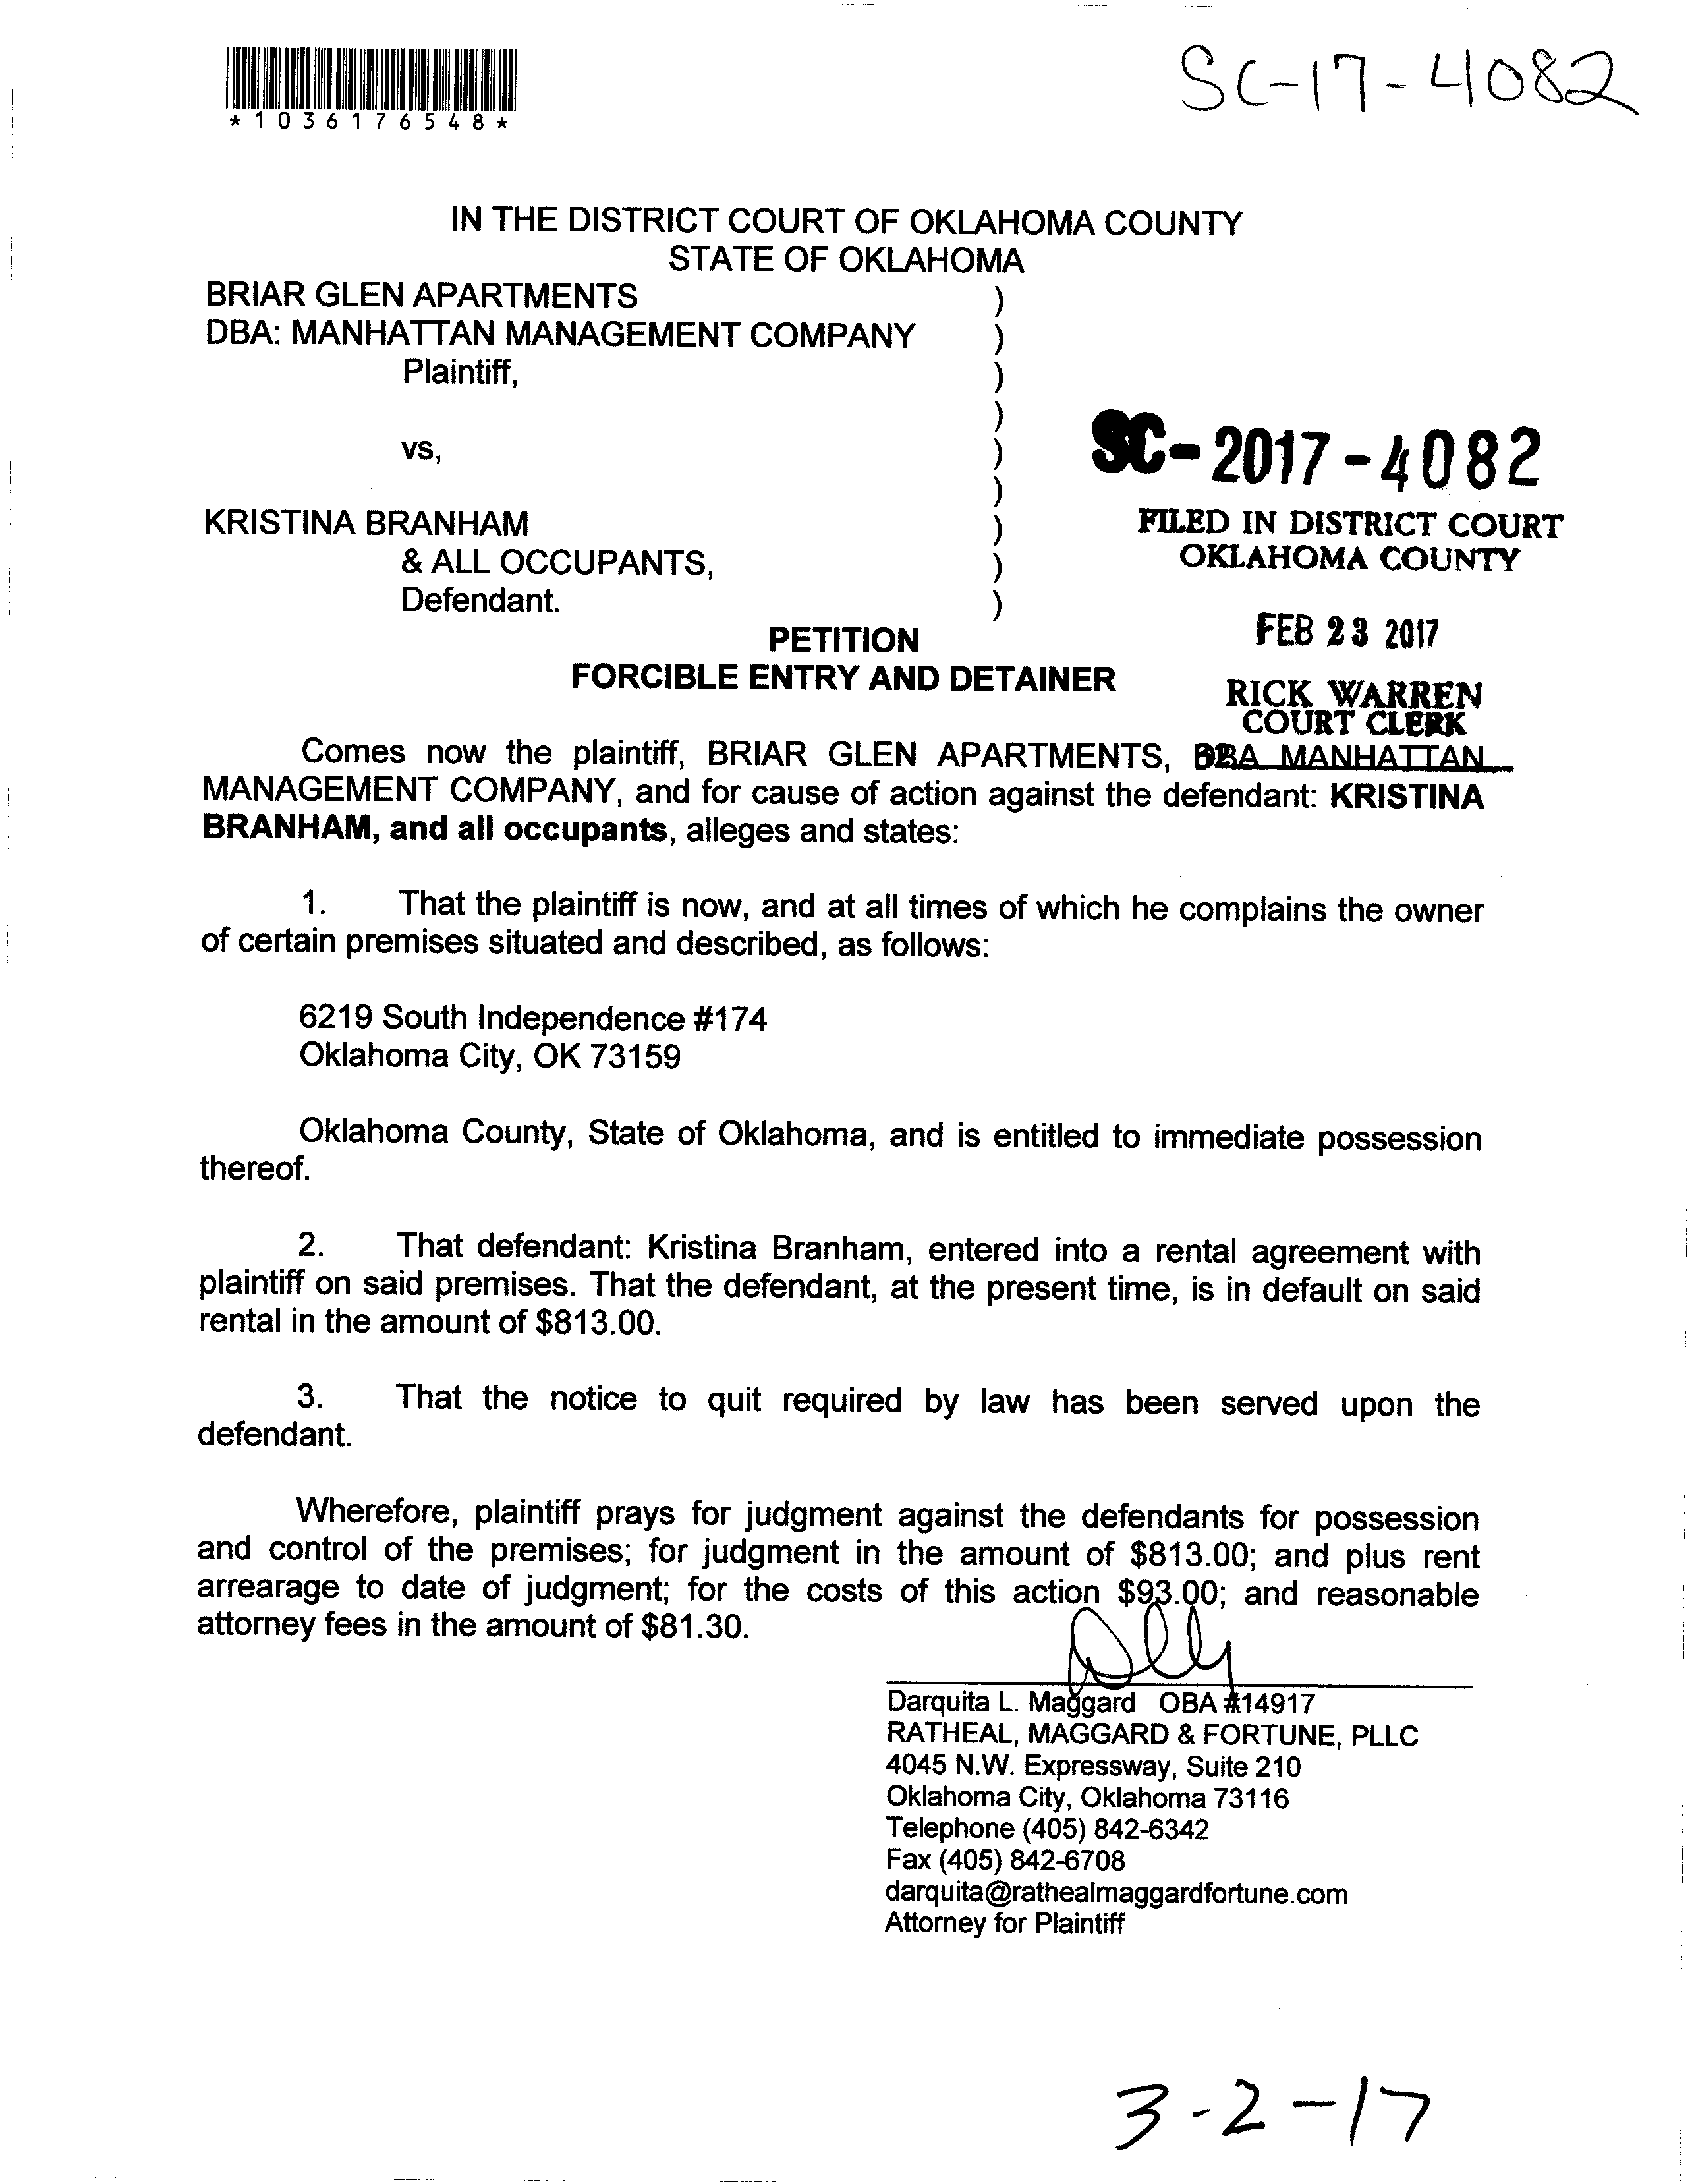 SC-17-4082
*1036176548*
IN THE DISTRICT COURT OF OKLAHOMA COUNTY
STATE OF OKLAHOMA
BRIAR GLEN APARTMENTS )
DBA: MANHATTAN MANAGEMENT COMPANY )
Plaintiff, )
)
vs, )
)
KRISTINA BRANHAM )
& ALL OCCUPANTS, )
Defendant. )
SC-2017-4082
FILED IN DISTRICT COURT
OKLAHOMA COUNTY
FEB 23 2017
RICK WARREN
COURT CLERK
PETITION
FORCIBLE ENTRY AND DETAINER
Comes now the plaintiff, BRIAR GLEN APARTMENTS, DBA MANHATTAN
MANAGEMENT COMPANY, and for cause of action against the defendant: KRISTINA
BRANHAM, and all occupants, alleges and states:
1. That the plaintiff is now, and at all times of which he complains the owner
of certain premises situated and described, as follows:
6219 South Independence #174
Oklahoma City, OK 73159
Oklahoma County, State of Oklahoma, and is entitled to immediate possession
thereof.
2. That defendant: Kristina Branham, entered into a rental agreement with
plaintiff on said premises. That the defendant, at the present time, is in default on said
rental in the amount of $813.00.
3. That the notice to quit required by law has been served upon the
defendant.
Wherefore, plaintiff prays for judgment against the defendants for possession
and control of the premises; for judgment in the amount of $813.00; and plus rent
arrearage to date of judgment; for the costs of this action $93.00; and reasonable
attorney fees in the amount of $81.30.
Darquita L. Maggard OBA #14917
RATHEAL, MAGGARD & FORTUNE, PLLC
4045 N.W. Expressway, Suite 210
Oklahoma City, Oklahoma 73116
Telephone (405) 842-6342
Fax (405) 842-6708
darquita@rathealmaggardfortune.com
Attorney for Plaintiff
3-2-17